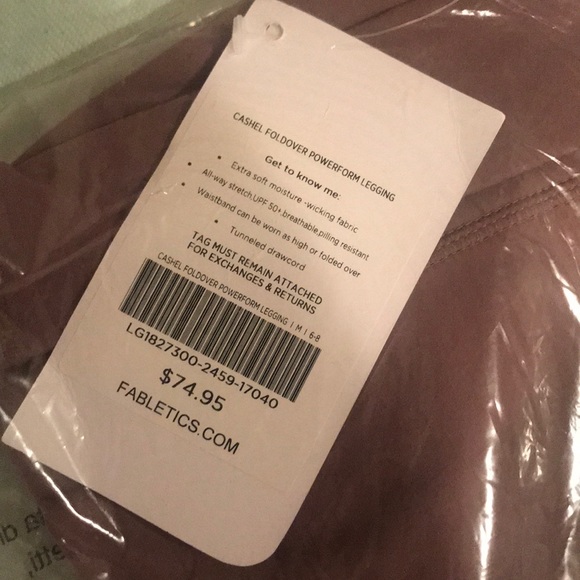 CASHEL FOLDOVER POWERFORM LEGGING
Get to know me:
• Extra soft moisture -wicking fabric
• All-way stretch,UPF 50+,breathable,pilling resistant
• Waistband can be worn as high or folded over
• Tunneled drawcord
TAG MUST REMAIN ATTACHED
FOR EXCHANGES & RETURNS
CASHEL FOLDOVER POWERFORM LEGGING | M | 6-8
LG1827300-2459-17040
$74.95
FABLETICS.COM